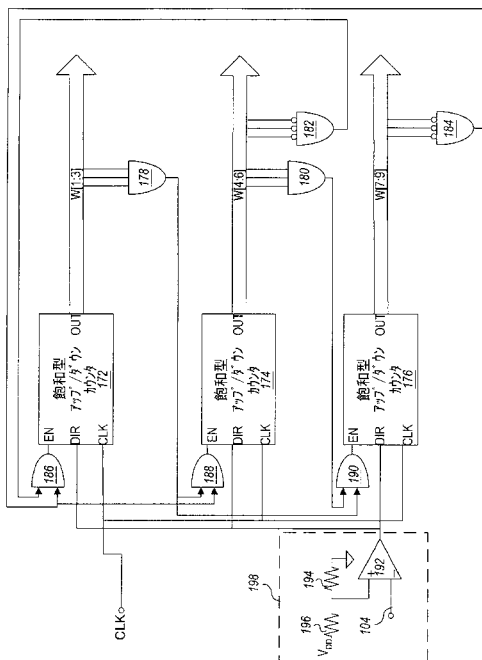 182
184
W[1:3]
178
W[4:6]
180
W[7:9]
OUT
飽和型
アップ/ダウン
カウンタ
172
EN
DIR
CLK
OUT
飽和型
アップ/ダウン
カウンタ
174
EN
DIR
CLK
OUT
飽和型
アップ/ダウン
カウンタ
176
EN
DIR
CLK
186
188
190
CLK
198
194
196
VDD
+
−
192
104